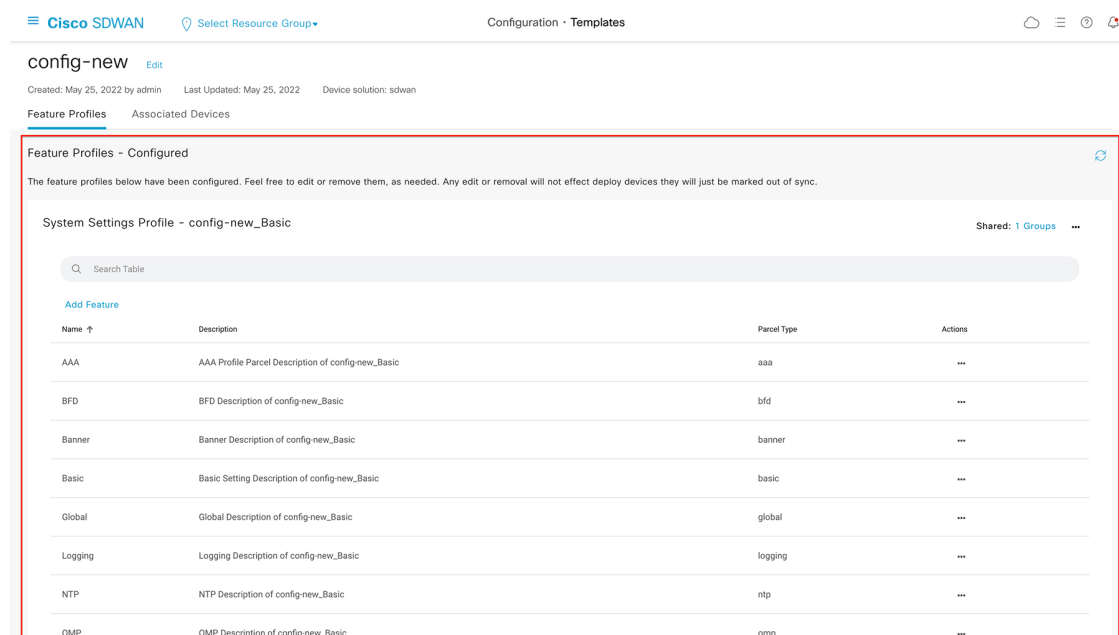 Cisco SDWAN
Select Resource Group▾
Configuration · Templates
config-new Edit
Created: May 25, 2022 by admin Last Updated: May 25, 2022 Device solution: sdwan
Feature Profiles Associated Devices
Feature Profiles - Configured
The feature profiles below have been configured. Feel free to edit or remove them, as needed. Any edit or removal will not effect deploy devices they will just be marked out of sync.
System Settings Profile - config-new_Basic
Shared: 1 Groups ...
Search Table
Add Feature
Name ↑ Description Parcel Type Actions
AAA AAA Profile Parcel Description of config-new_Basic aaa ...
BFD BFD Description of config-new_Basic bfd ...
Banner Banner Description of config-new_Basic banner ...
Basic Basic Setting Description of config-new_Basic basic ...
Global Global Description of config-new_Basic global ...
Logging Logging Description of config-new_Basic logging ...
NTP NTP Description of config-new_Basic ntp ...
OMP OMP Description of config-new_Basic omp ...